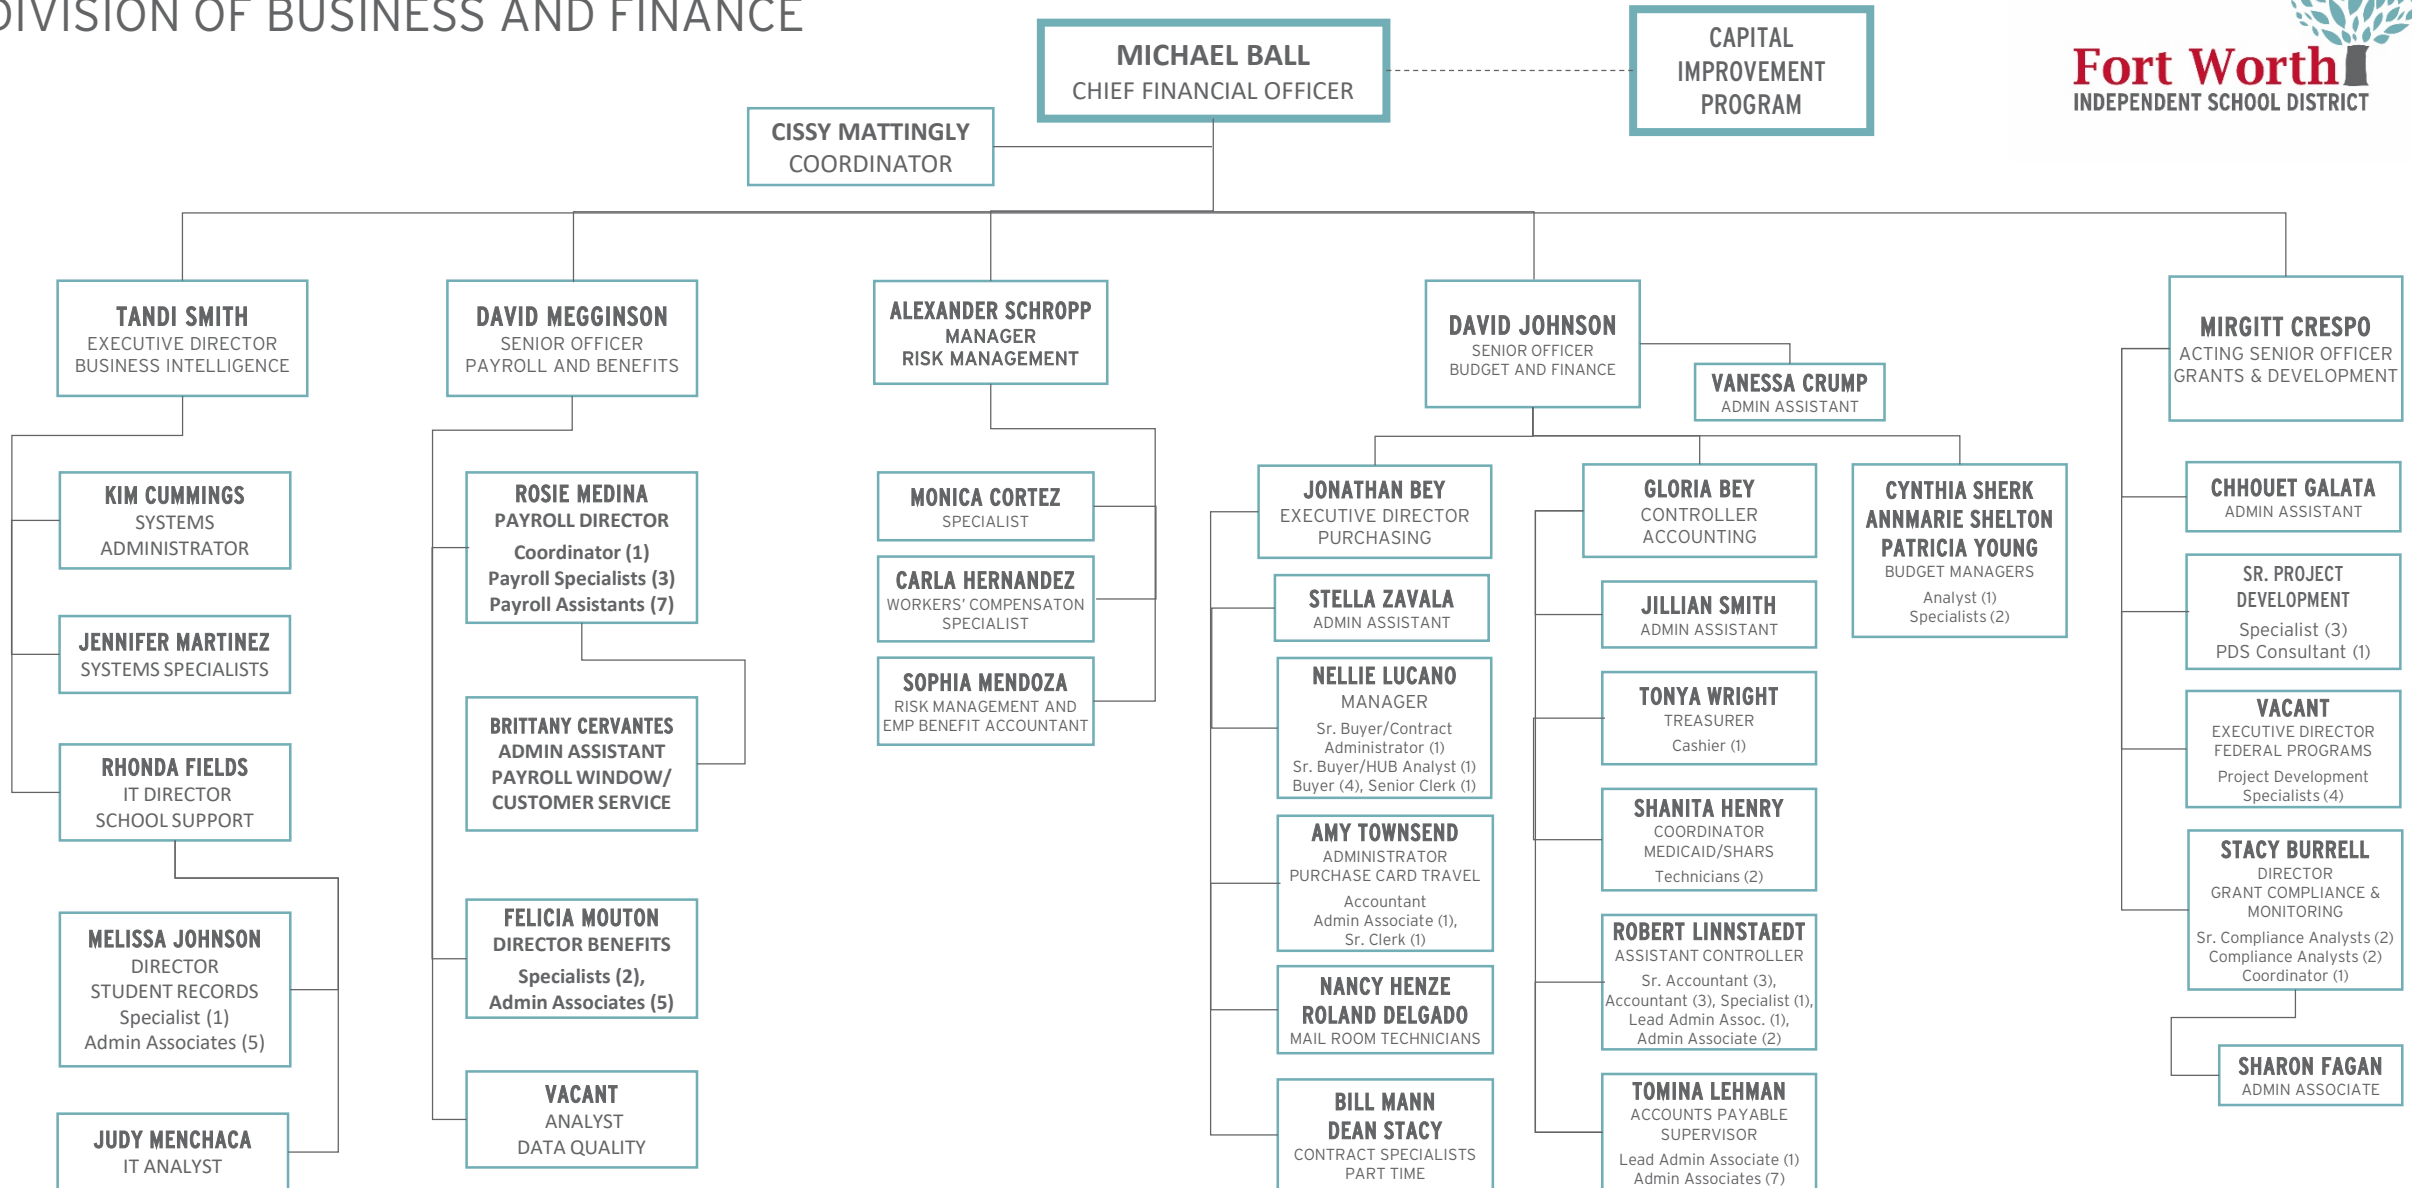 DIVISION OF BUSINESS AND FINANCE
MICHAEL BALL
CHIEF FINANCIAL OFFICER
CAPITAL
IMPROVEMENT
PROGRAM
Fort Worth
INDEPENDENT SCHOOL DISTRICT
CISSY MATTINGLY
COORDINATOR
TANDI SMITH
EXECUTIVE DIRECTOR
BUSINESS INTELLIGENCE
KIM CUMMINGS
SYSTEMS
ADMINISTRATOR
JENNIFER MARTINEZ
SYSTEMS SPECIALISTS
RHONDA FIELDS
IT DIRECTOR
SCHOOL SUPPORT
MELISSA JOHNSON
DIRECTOR
STUDENT RECORDS
Specialist (1)
Admin Associates (5)
JUDY MENCHACA
IT ANALYST
DAVID MEGGINSON
SENIOR OFFICER
PAYROLL AND BENEFITS
ROSIE MEDINA
PAYROLL DIRECTOR
Coordinator (1)
Payroll Specialists (3)
Payroll Assistants (7)
BRITTANY CERVANTES
ADMIN ASSISTANT
PAYROLL WINDOW/
CUSTOMER SERVICE
FELICIA MOUTON
DIRECTOR BENEFITS
Specialists (2),
Admin Associates (5)
VACANT
ANALYST
DATA QUALITY
ALEXANDER SCHROPP
MANAGER
RISK MANAGEMENT
MONICA CORTEZ
SPECIALIST
CARLA HERNANDEZ
WORKERS' COMPENSATON
SPECIALIST
SOPHIA MENDOZA
RISK MANAGEMENT AND
EMP BENEFIT ACCOUNTANT
DAVID JOHNSON
SENIOR OFFICER
BUDGET AND FINANCE
VANESSA CRUMP
ADMIN ASSISTANT
JONATHAN BEY
EXECUTIVE DIRECTOR
PURCHASING
STELLA ZAVALA
ADMIN ASSISTANT
NELLIE LUCANO
MANAGER
Sr. Buyer/Contract
Administrator (1)
Sr. Buyer/HUB Analyst (1)
Buyer (4), Senior Clerk (1)
AMY TOWNSEND
ADMINISTRATOR
PURCHASE CARD TRAVEL
Accountant
Admin Associate (1),
Sr. Clerk (1)
NANCY HENZE
ROLAND DELGADO
MAIL ROOM TECHNICIANS
BILL MANN
DEAN STACY
CONTRACT SPECIALISTS
PART TIME
GLORIA BEY
CONTROLLER
ACCOUNTING
JILLIAN SMITH
ADMIN ASSISTANT
TONYA WRIGHT
TREASURER
Cashier (1)
SHANITA HENRY
COORDINATOR
MEDICAID/SHARS
Technicians (2)
ROBERT LINNSTAEDT
ASSISTANT CONTROLLER
Sr. Accountant (3),
Accountant (3), Specialist (1),
Lead Admin Assoc. (1),
Admin Associate (2)
TOMINA LEHMAN
ACCOUNTS PAYABLE
SUPERVISOR
Lead Admin Associate (1)
Admin Associates (7)
CYNTHIA SHERK
ANNMARIE SHELTON
PATRICIA YOUNG
BUDGET MANAGERS
Analyst (1)
Specialists (2)
MIRGITT CRESPO
ACTING SENIOR OFFICER
GRANTS & DEVELOPMENT
CHHOUET GALATA
ADMIN ASSISTANT
SR. PROJECT
DEVELOPMENT
Specialist (3)
PDS Consultant (1)
VACANT
EXECUTIVE DIRECTOR
FEDERAL PROGRAMS
Project Development
Specialists (4)
STACY BURRELL
DIRECTOR
GRANT COMPLIANCE &
MONITORING
Sr. Compliance Analysts (2)
Compliance Analysts (2)
Coordinator (1)
SHARON FAGAN
ADMIN ASSOCIATE